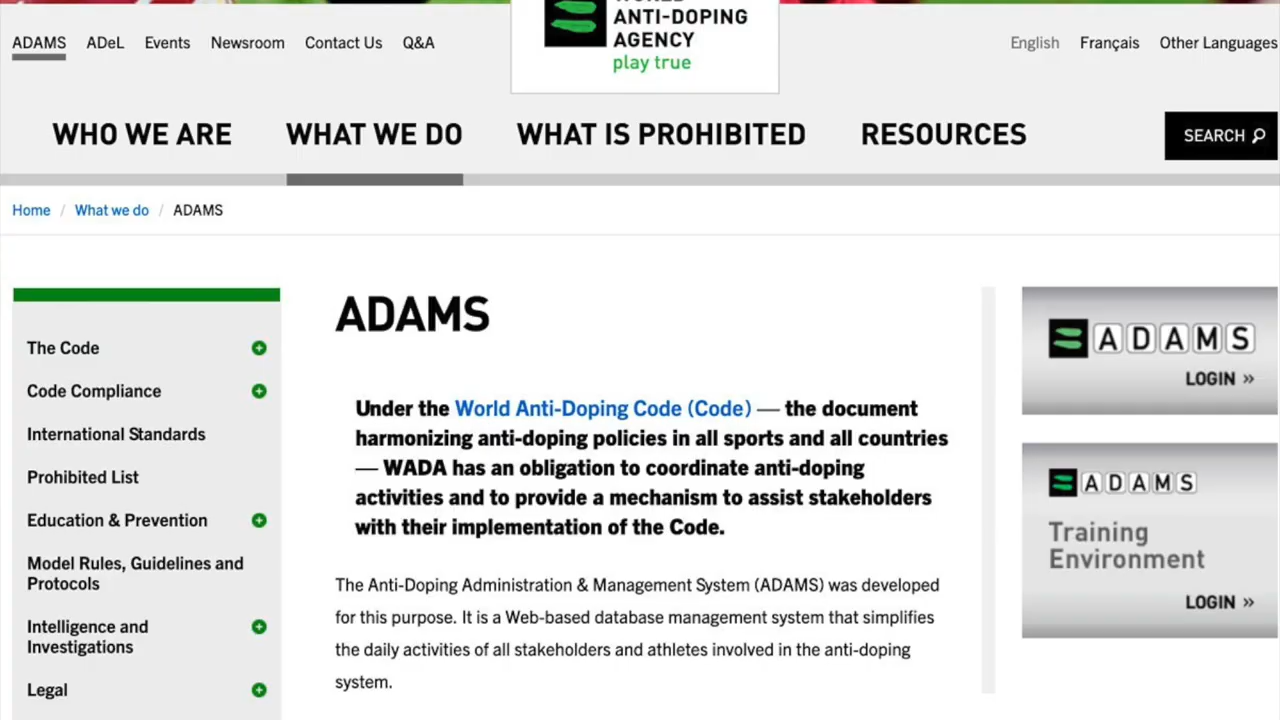 WORLD
ANTI-DOPING
AGENCY
play true
ADAMS ADeL Events Newsroom Contact Us Q&A
English Français Other Languages
WHO WE ARE WHAT WE DO WHAT IS PROHIBITED RESOURCES
SEARCH
Home / What we do / ADAMS
The Code
Code Compliance
International Standards
Prohibited List
Education & Prevention
Model Rules, Guidelines and
Protocols
Intelligence and
Investigations
Legal
ADAMS
Under the World Anti-Doping Code (Code) — the document
harmonizing anti-doping policies in all sports and all countries
— WADA has an obligation to coordinate anti-doping
activities and to provide a mechanism to assist stakeholders
with their implementation of the Code.
The Anti-Doping Administration & Management System (ADAMS) was developed
for this purpose. It is a Web-based database management system that simplifies
the daily activities of all stakeholders and athletes involved in the anti-doping
system.
ADAMS
LOGIN »
ADAMS
Training
Environment
LOGIN »